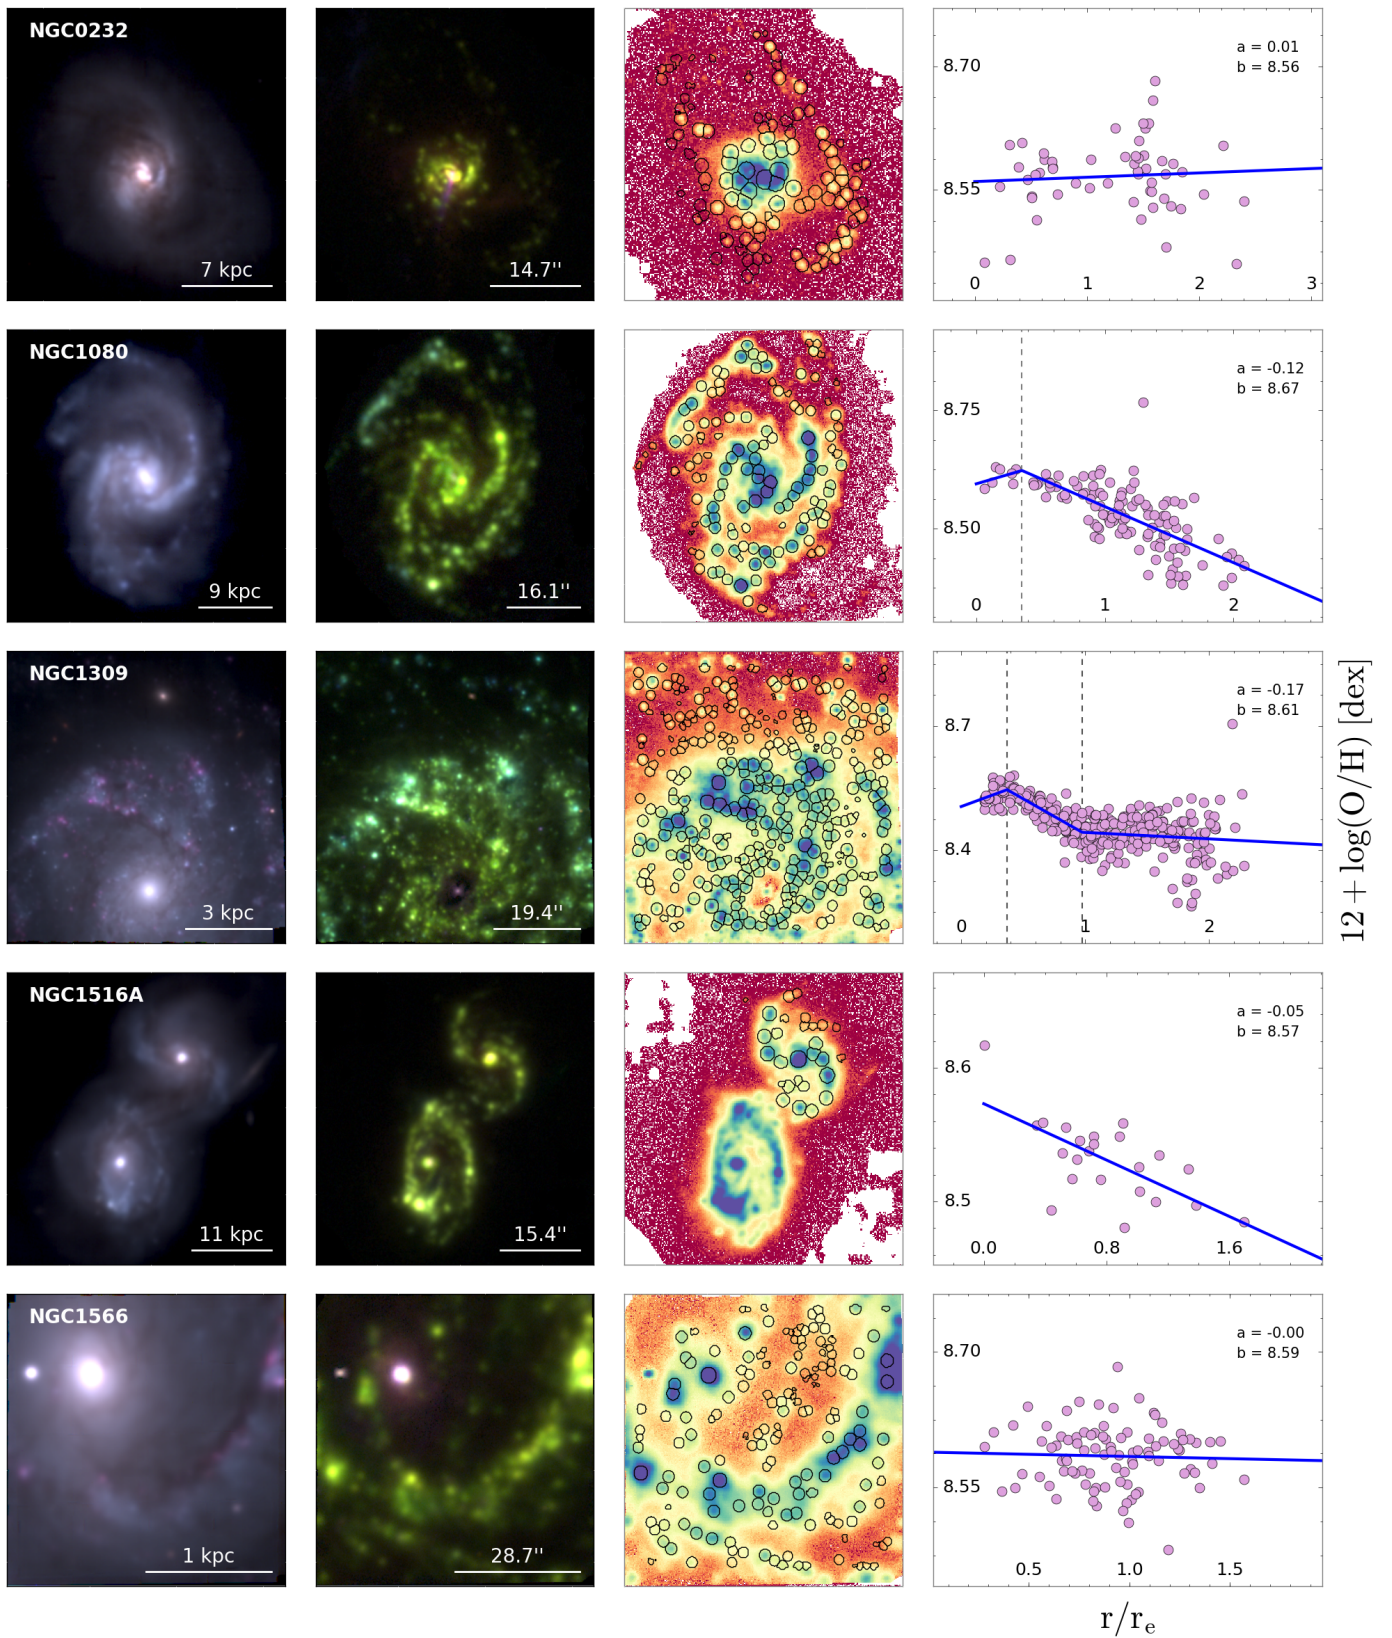 NGC0232
7 kpc
14.7''
a = 0.01
b = 8.56
8.70
8.55
0 1 2 3
NGC1080
9 kpc
16.1''
a = -0.12
b = 8.67
8.75
8.50
0 1 2
NGC1309
3 kpc
19.4''
a = -0.17
b = 8.61
8.7
8.4
0 1 2
12 + log(O/H) [dex]
NGC1516A
11 kpc
15.4''
a = -0.05
b = 8.57
8.6
8.5
0.0 0.8 1.6
NGC1566
1 kpc
28.7''
a = -0.00
b = 8.59
8.70
8.55
0.5 1.0 1.5
r/re